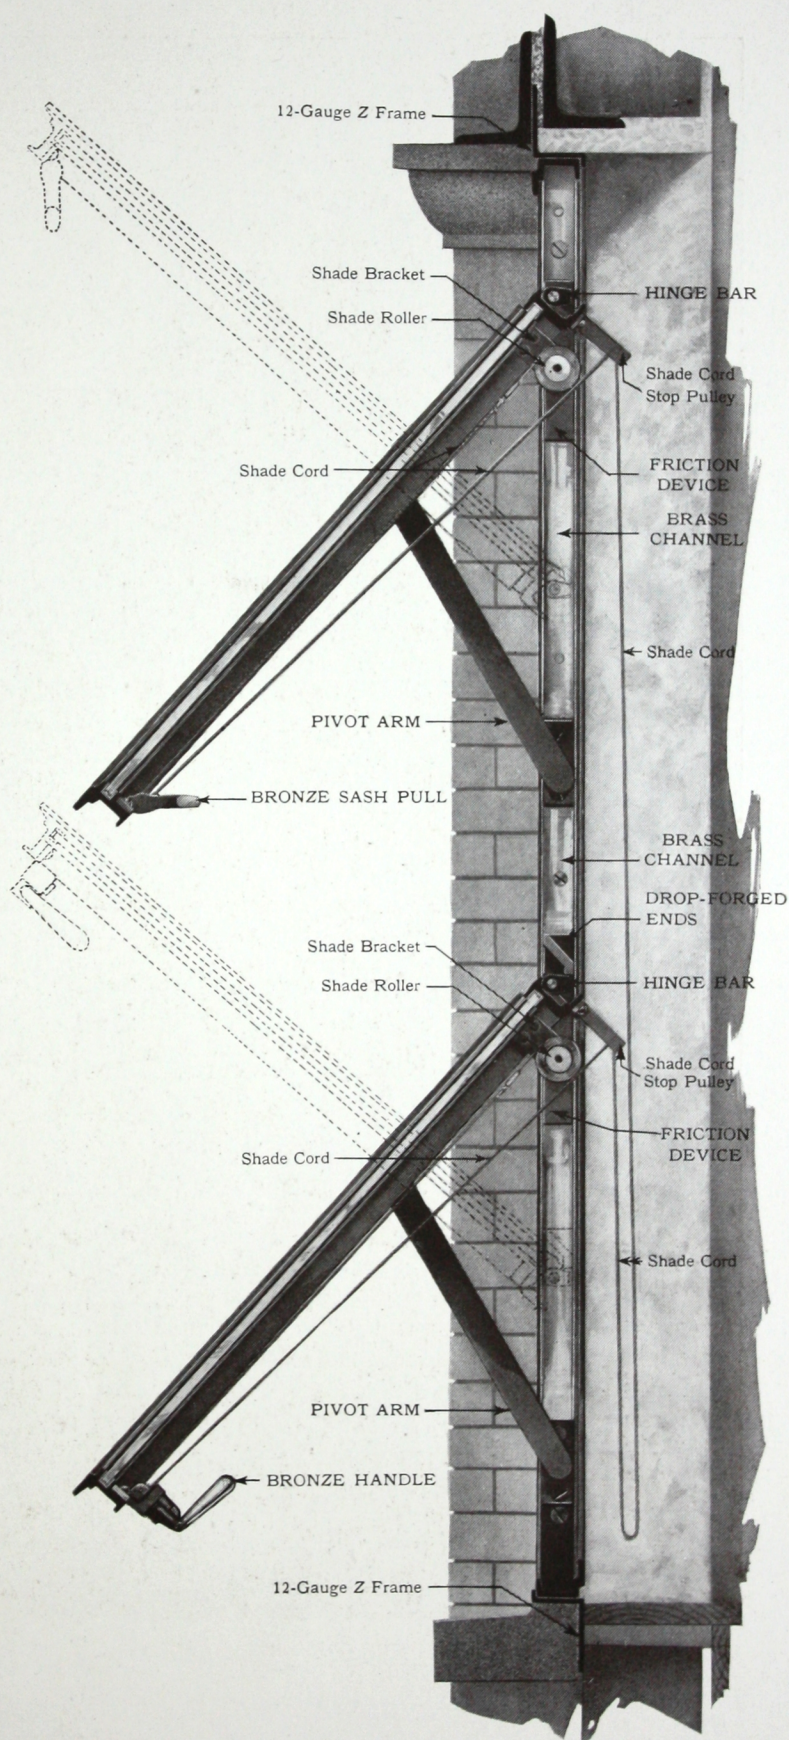 12-Gauge Z Frame
Shade Bracket
HINGE BAR
Shade Roller
Shade Cord
Stop Pulley
Shade Cord
FRICTION
DEVICE
BRASS
CHANNEL
Shade Cord
PIVOT ARM
BRONZE SASH PULL
BRASS
CHANNEL
DROP-FORGED
ENDS
Shade Bracket
HINGE BAR
Shade Roller
Shade Cord
Stop Pulley
FRICTION
DEVICE
Shade Cord
Shade Cord
PIVOT ARM
BRONZE HANDLE
12-Gauge Z Frame